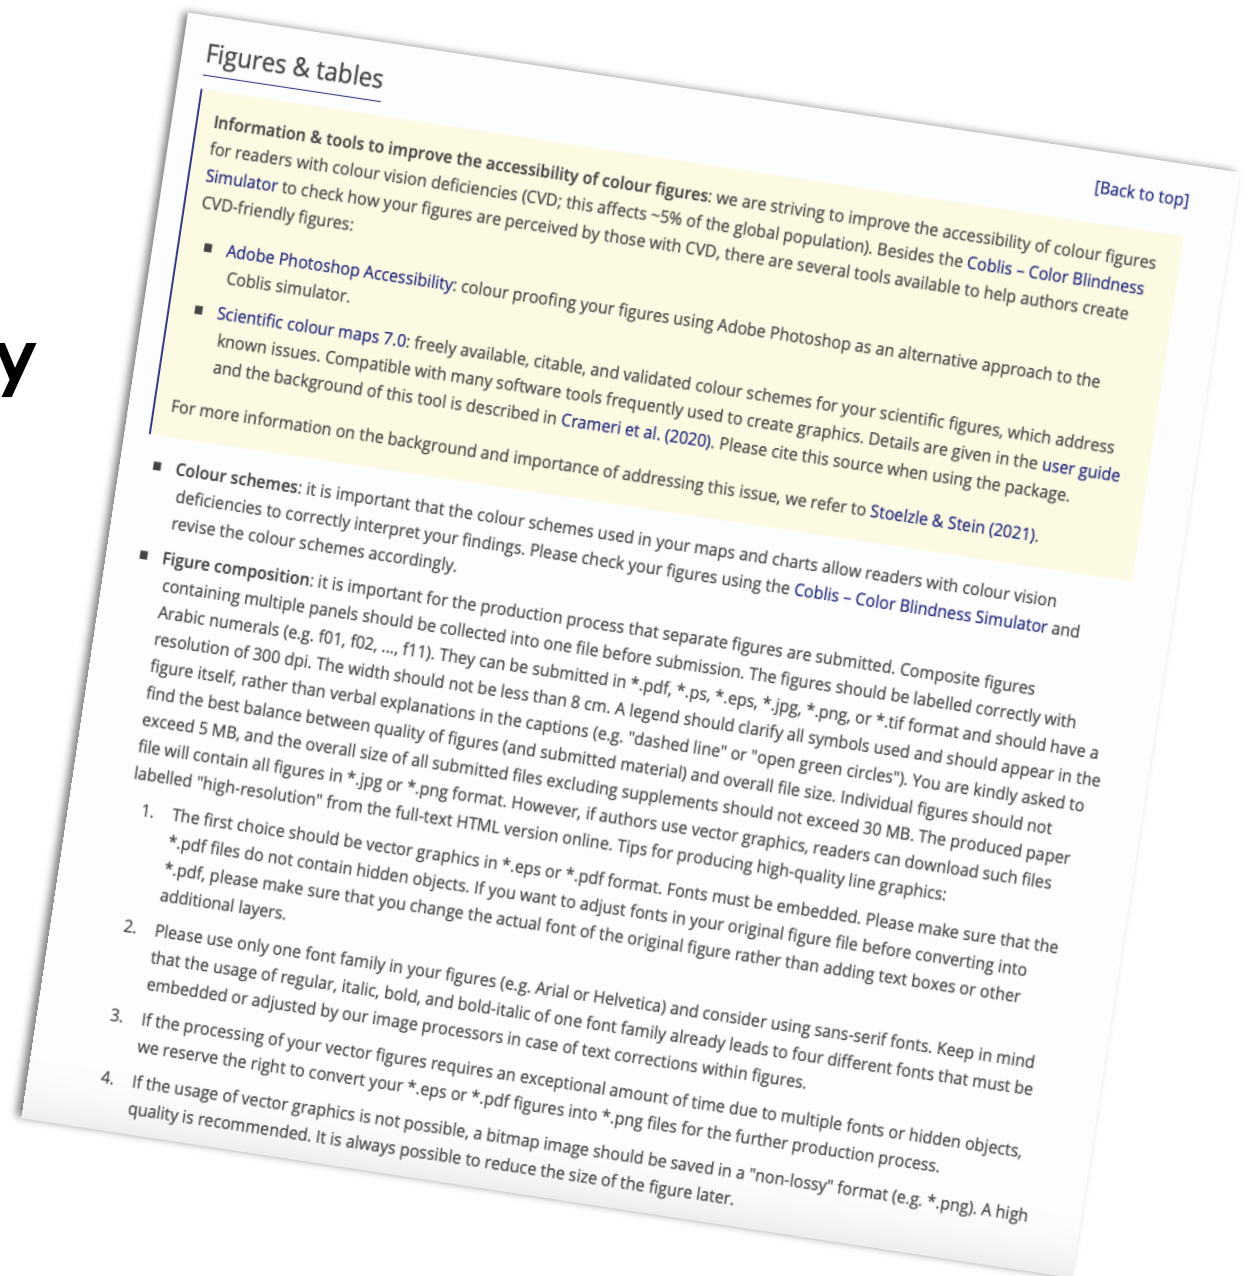 y
Figures & tables
[Back to top]
Information & tools to improve the accessibility of colour figures: we are striving to improve the accessibility of colour figures
for readers with colour vision deficiencies (CVD; this affects ~5% of the global population). Besides the Coblis – Color Blindness
Simulator to check how your figures are perceived by those with CVD, there are several tools available to help authors create
CVD-friendly figures:
▪ Adobe Photoshop Accessibility: colour proofing your figures using Adobe Photoshop as an alternative approach to the
Coblis simulator.
▪ Scientific colour maps 7.0: freely available, citable, and validated colour schemes for your scientific figures, which address
known issues. Compatible with many software tools frequently used to create graphics. Details are given in the user guide
and the background of this tool is described in Crameri et al. (2020). Please cite this source when using the package.
For more information on the background and importance of addressing this issue, we refer to Stoelzle & Stein (2021).
▪ Colour schemes: it is important that the colour schemes used in your maps and charts allow readers with colour vision
deficiencies to correctly interpret your findings. Please check your figures using the Coblis – Color Blindness Simulator and
revise the colour schemes accordingly.
▪ Figure composition: it is important for the production process that separate figures are submitted. Composite figures
containing multiple panels should be collected into one file before submission. The figures should be labelled correctly with
Arabic numerals (e.g. f01, f02, ..., f11). They can be submitted in *.pdf, *.ps, *.eps, *.jpg, *.png, or *.tif format and should have a
resolution of 300 dpi. The width should not be less than 8 cm. A legend should clarify all symbols used and should appear in the
figure itself, rather than verbal explanations in the captions (e.g. "dashed line" or "open green circles"). You are kindly asked to
find the best balance between quality of figures (and submitted material) and overall file size. Individual figures should not
exceed 5 MB, and the overall size of all submitted files excluding supplements should not exceed 30 MB. The produced paper
file will contain all figures in *.jpg or *.png format. However, if authors use vector graphics, readers can download such files
labelled "high-resolution" from the full-text HTML version online. Tips for producing high-quality line graphics:
1. The first choice should be vector graphics in *.eps or *.pdf format. Fonts must be embedded. Please make sure that the
*.pdf files do not contain hidden objects. If you want to adjust fonts in your original figure file before converting into
*.pdf, please make sure that you change the actual font of the original figure rather than adding text boxes or other
additional layers.
2. Please use only one font family in your figures (e.g. Arial or Helvetica) and consider using sans-serif fonts. Keep in mind
that the usage of regular, italic, bold, and bold-italic of one font family already leads to four different fonts that must be
embedded or adjusted by our image processors in case of text corrections within figures.
3. If the processing of your vector figures requires an exceptional amount of time due to multiple fonts or hidden objects,
we reserve the right to convert your *.eps or *.pdf figures into *.png files for the further production process.
4. If the usage of vector graphics is not possible, a bitmap image should be saved in a "non-lossy" format (e.g. *.png). A high
quality is recommended. It is always possible to reduce the size of the figure later.